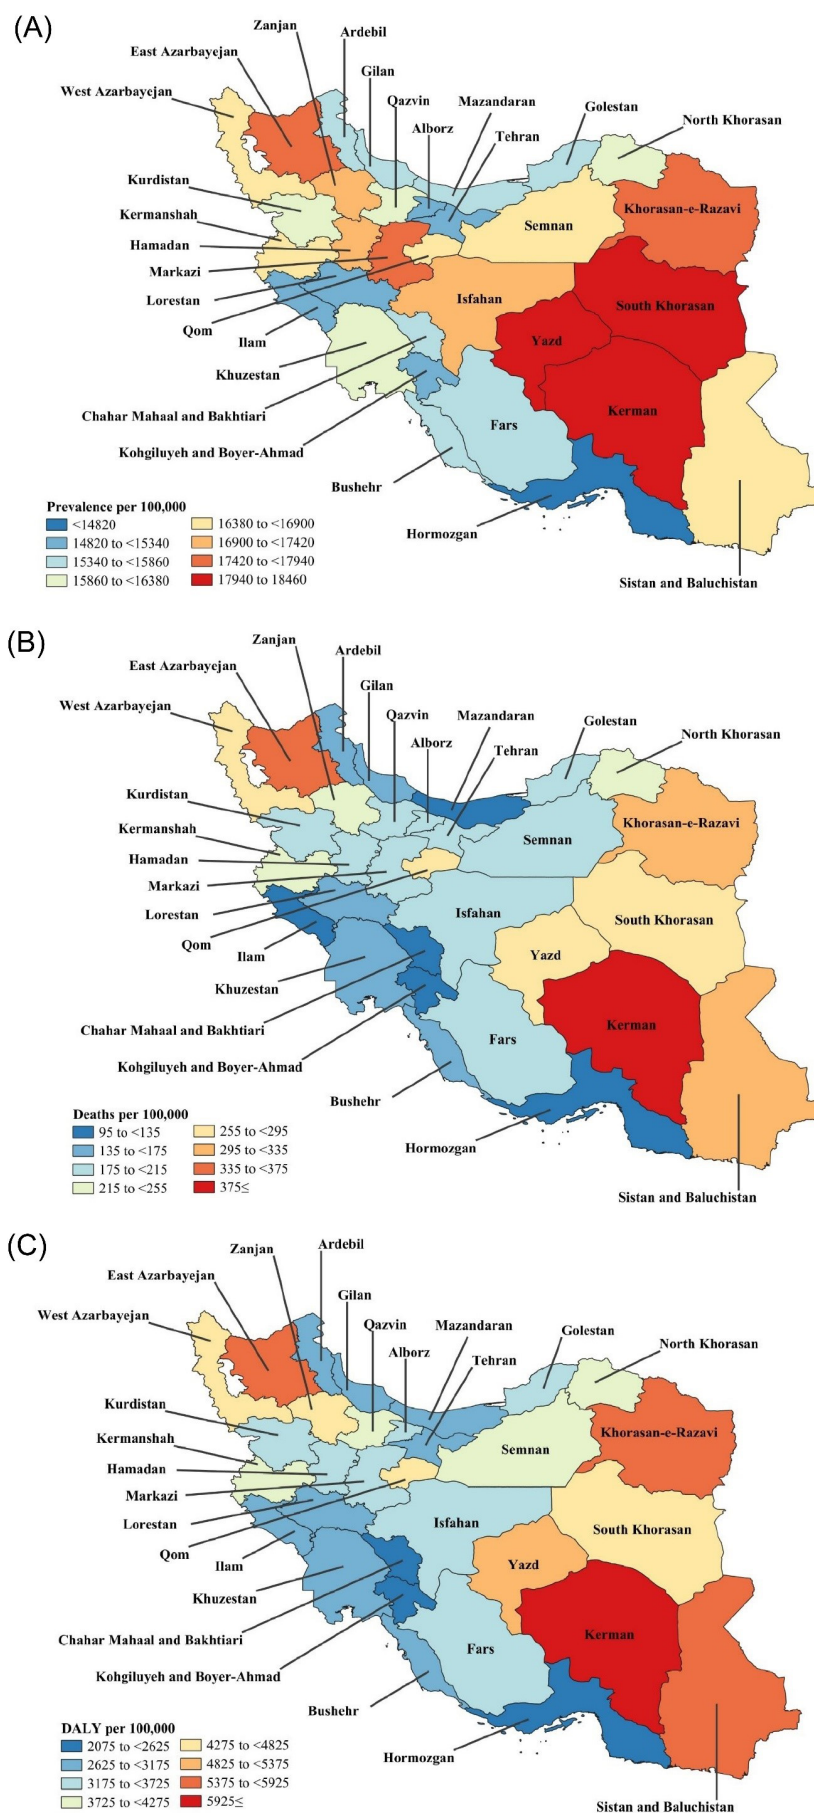 (A)
Zanjan
Ardebil
East Azarbayejan
Gilan
West Azarbayejan
Qazvin
Mazandaran
Golestan
Alborz
Tehran
North Khorasan
Kurdistan
Khorasan-e-Razavi
Kermanshah
Semnan
Hamadan
Markazi
Lorestan
Isfahan
South Khorasan
Qom
Ilam
Yazd
Khuzestan
Kerman
Chahar Mahaal and Bakhtiari
Fars
Kohgiluyeh and Boyer-Ahmad
Bushehr
Hormozgan
Sistan and Baluchistan
Prevalence per 100,000
<14820
14820 to <15340
15340 to <15860
15860 to <16380
16380 to <16900
16900 to <17420
17420 to <17940
17940 to 18460
(B)
Zanjan
Ardebil
East Azarbayejan
Gilan
West Azarbayejan
Qazvin
Mazandaran
Golestan
Alborz
Tehran
North Khorasan
Kurdistan
Khorasan-e-Razavi
Kermanshah
Semnan
Hamadan
Markazi
Lorestan
Isfahan
South Khorasan
Qom
Ilam
Yazd
Khuzestan
Kerman
Chahar Mahaal and Bakhtiari
Fars
Kohgiluyeh and Boyer-Ahmad
Bushehr
Hormozgan
Sistan and Baluchistan
Deaths per 100,000
95 to <135
135 to <175
175 to <215
215 to <255
255 to <295
295 to <335
335 to <375
375≤
(C)
Zanjan
Ardebil
East Azarbayejan
Gilan
West Azarbayejan
Qazvin
Mazandaran
Golestan
Alborz
Tehran
North Khorasan
Kurdistan
Khorasan-e-Razavi
Kermanshah
Semnan
Hamadan
Markazi
Lorestan
Isfahan
South Khorasan
Qom
Ilam
Yazd
Khuzestan
Kerman
Chahar Mahaal and Bakhtiari
Fars
Kohgiluyeh and Boyer-Ahmad
Bushehr
Hormozgan
Sistan and Baluchistan
DALY per 100,000
2075 to <2625
2625 to <3175
3175 to <3725
3725 to <4275
4275 to <4825
4825 to <5375
5375 to <5925
5925≤